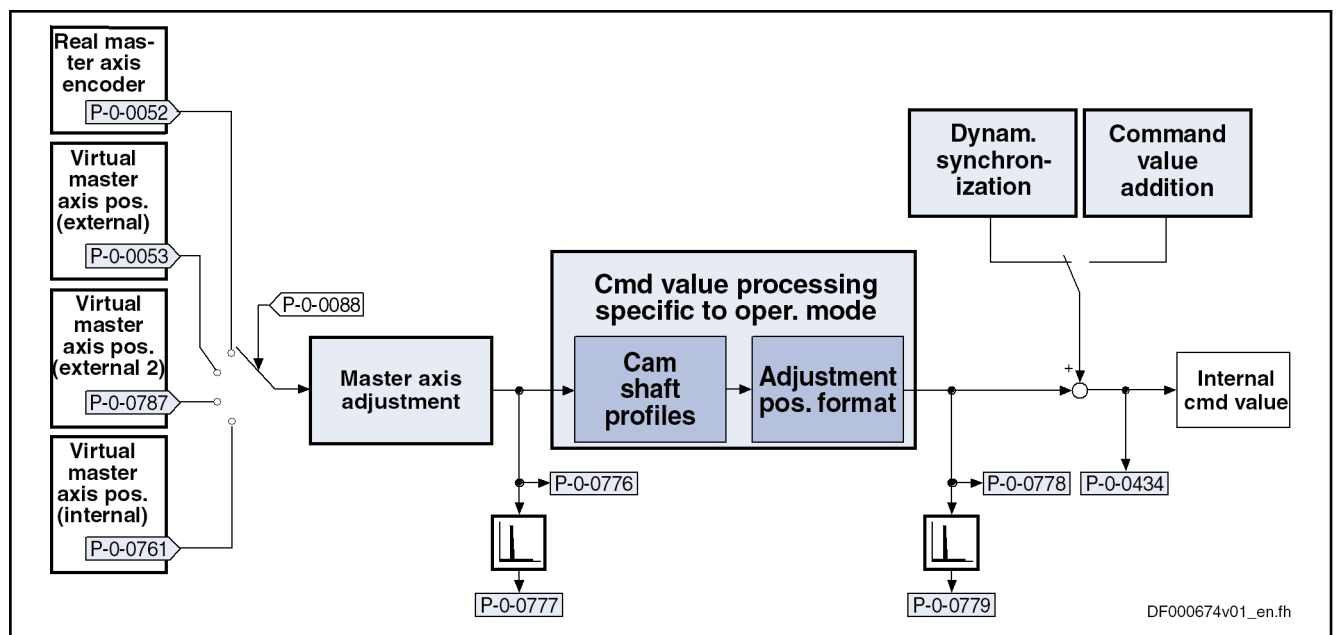 Real mas-
ter axis
encoder
P-0-0052
Virtual
master
axis pos.
(external)
P-0-0053
Virtual
master
axis pos.
(external 2)
P-0-0787
Virtual
master
axis pos.
(internal)
P-0-0761
P-0-0088
Master axis
adjustment
P-0-0776
P-0-0777
Cmd value processing
specific to oper. mode
Cam
shaft
profiles
Adjustment
pos. format
P-0-0778
P-0-0779
Dynam.
synchron-
ization
Command
value
addition
+
P-0-0434
Internal
cmd value
DF000674v01_en.fh